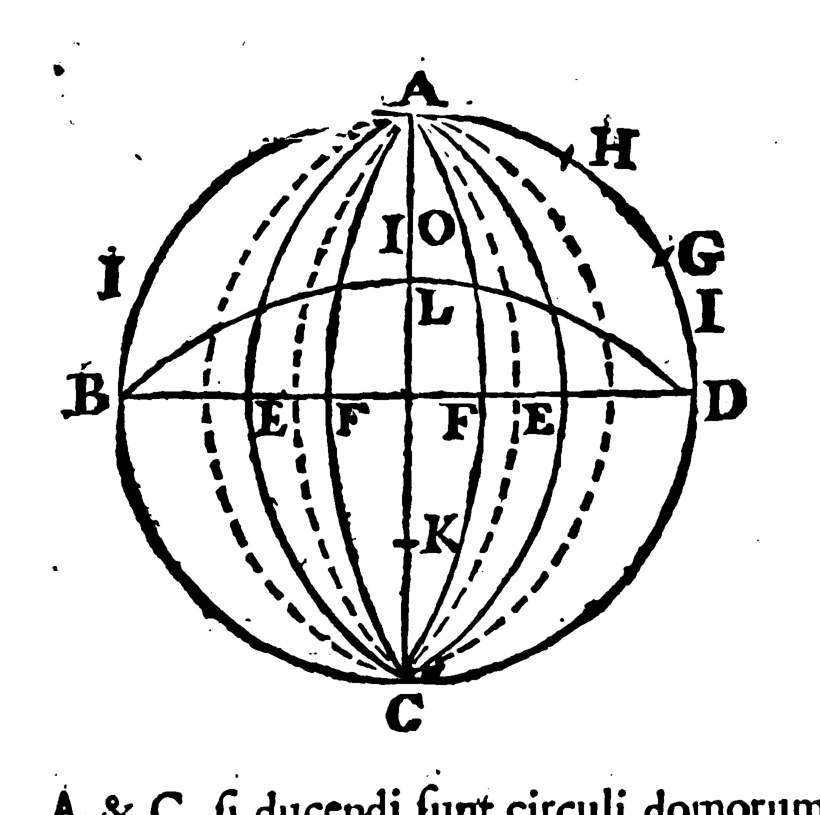 A
H
I O G
I L I
B E F F E D
K
C
A & C, si ducendi sunt circuli domorum